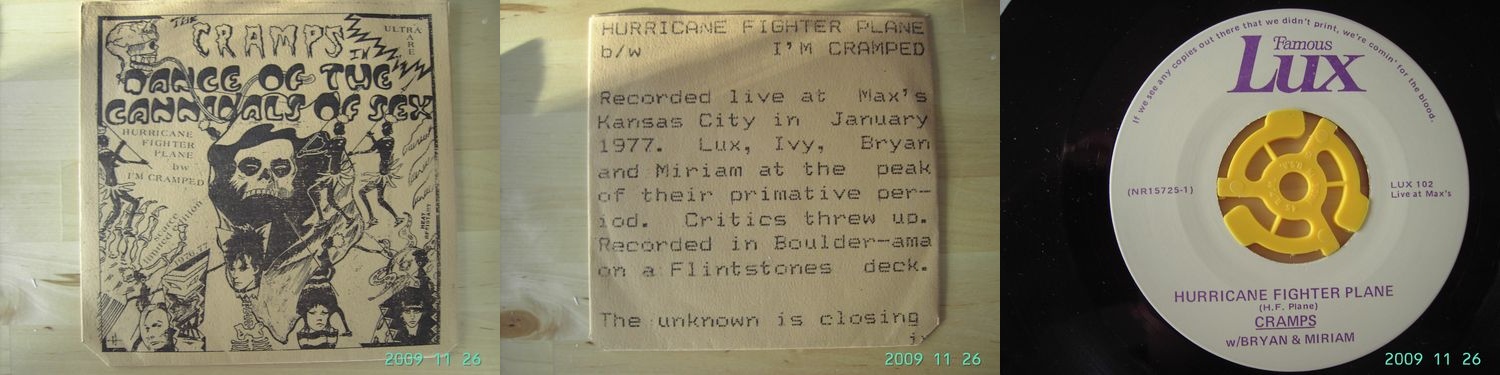 THE
CRAMPS
IN
ULTRA
RARE
DANCE OF THE
CANNIBALS OF SEX
HURRICANE
FIGHTER
PLANE
bw
I'M CRAMPED
scarce
limited edition
1976
2009 11 26
HURRICANE FIGHTER PLANE
b/w I'M CRAMPED
Recorded live at Max's
Kansas City in January
1977. Lux, Ivy, Bryan
and Miriam at the peak
of their primative per-
iod. Critics threw up.
Recorded in Boulder-ama
on a Flintstones deck.
The unknown is closing
i
2009 11 26
If we see any copies out there that we didn't print, we're comin' for the blood.
Famous
Lux
(NR15725-1)
LUX 102
Live at Max's
HURRICANE FIGHTER PLANE
(H.F. Plane)
CRAMPS
w/BRYAN & MIRIAM
2009 11 26